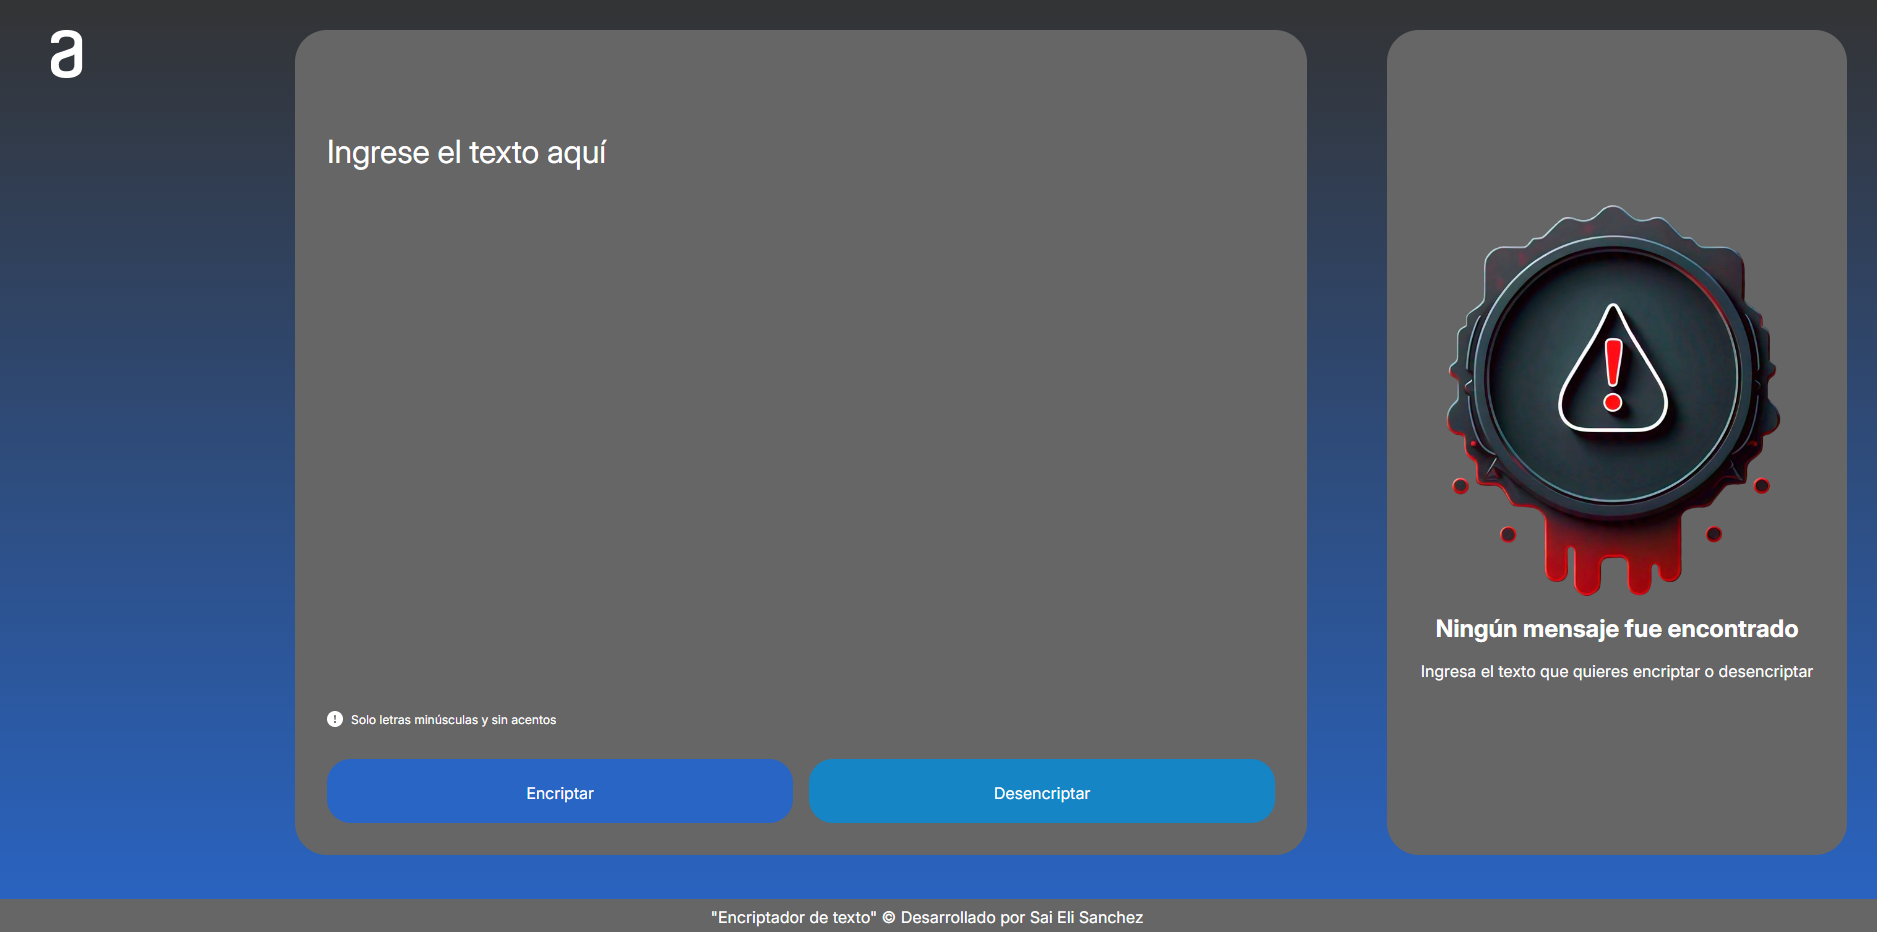 a
Ingrese el texto aquí
Solo letras minúsculas y sin acentos
Encriptar
Desencriptar
Ningún mensaje fue encontrado
Ingresa el texto que quieres encriptar o desencriptar
"Encriptador de texto" © Desarrollado por Sai Eli Sanchez